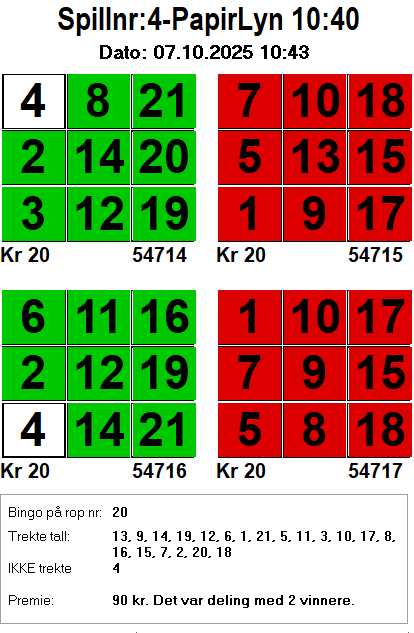 Spillnr:4-PapirLyn 10:40
Dato: 07.10.2025 10:43
4 8 21 7 10 18
2 14 20 5 13 15
3 12 19 1 9 17
Kr 20 54714 Kr 20 54715
6 11 16 1 10 17
2 12 19 7 9 15
4 14 21 5 8 18
Kr 20 54716 Kr 20 54717
Bingo på rop nr: 20
Trekte tall: 13, 9, 14, 19, 12, 6, 1, 21, 5, 11, 3, 10, 17, 8,
16, 15, 7, 2, 20, 18
IKKE trekte 4
Premie: 90 kr. Det var deling med 2 vinnere.